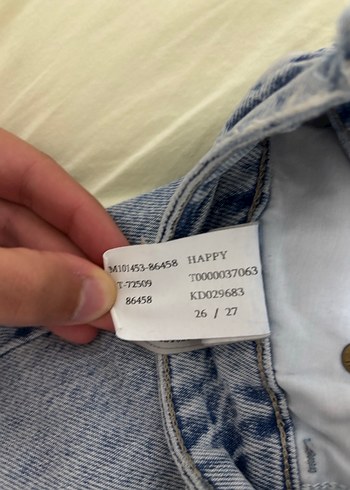 M101453-86458 HAPPY
T-72509 T0000037063
86458 KD029683
26 / 27